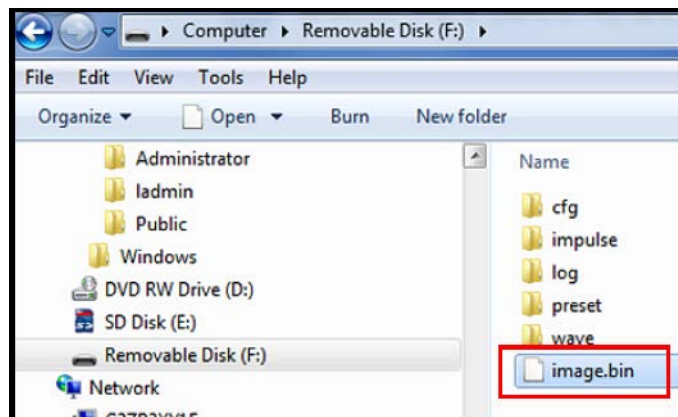 Computer ▸ Removable Disk (F:) ▸
File Edit View Tools Help
Organize ▾ Open ▾ Burn New folder
Administrator
ladmin
Public
Windows
DVD RW Drive (D:)
SD Disk (E:)
Removable Disk (F:)
Network
Name
cfg
impulse
log
preset
wave
image.bin